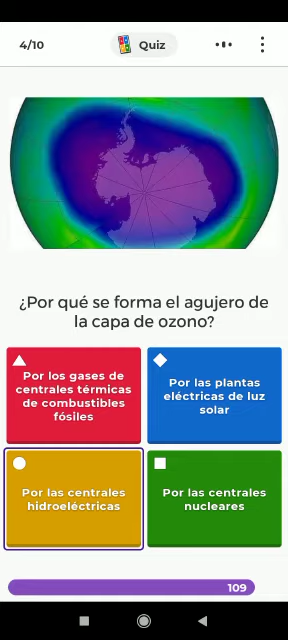 4/10
Quiz
¿Por qué se forma el agujero de
la capa de ozono?
Por los gases de
centrales térmicas
de combustibles
fósiles
Por las plantas
eléctricas de luz
solar
Por las centrales
hidroeléctricas
Por las centrales
nucleares
109